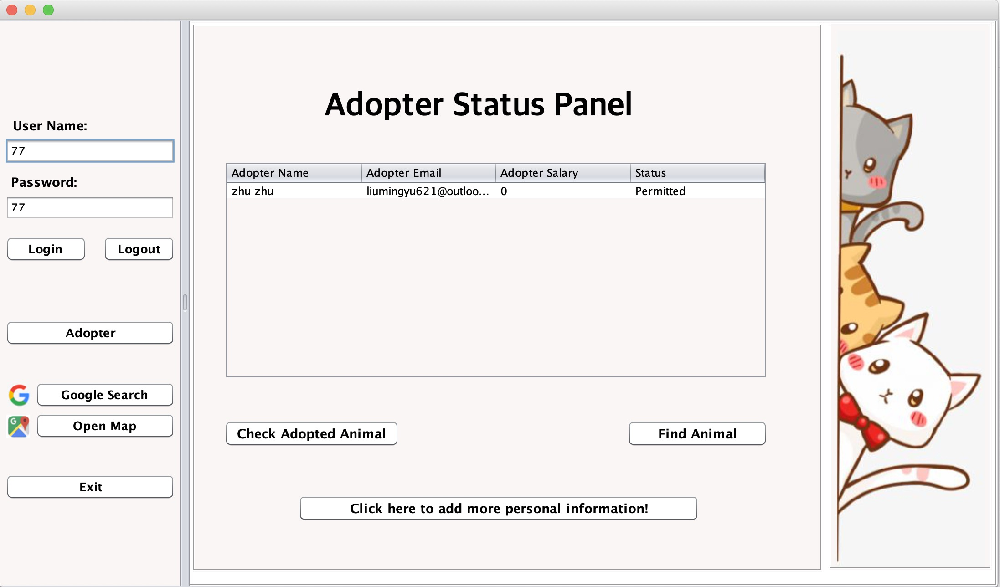 User Name:
77
Password:
77
Login Logout
Adopter
Google Search
Open Map
Exit
Adopter Status Panel
Adopter Name Adopter Email Adopter Salary Status
zhu zhu liumingyu621@outloo... 0 Permitted
Check Adopted Animal Find Animal
Click here to add more personal information!